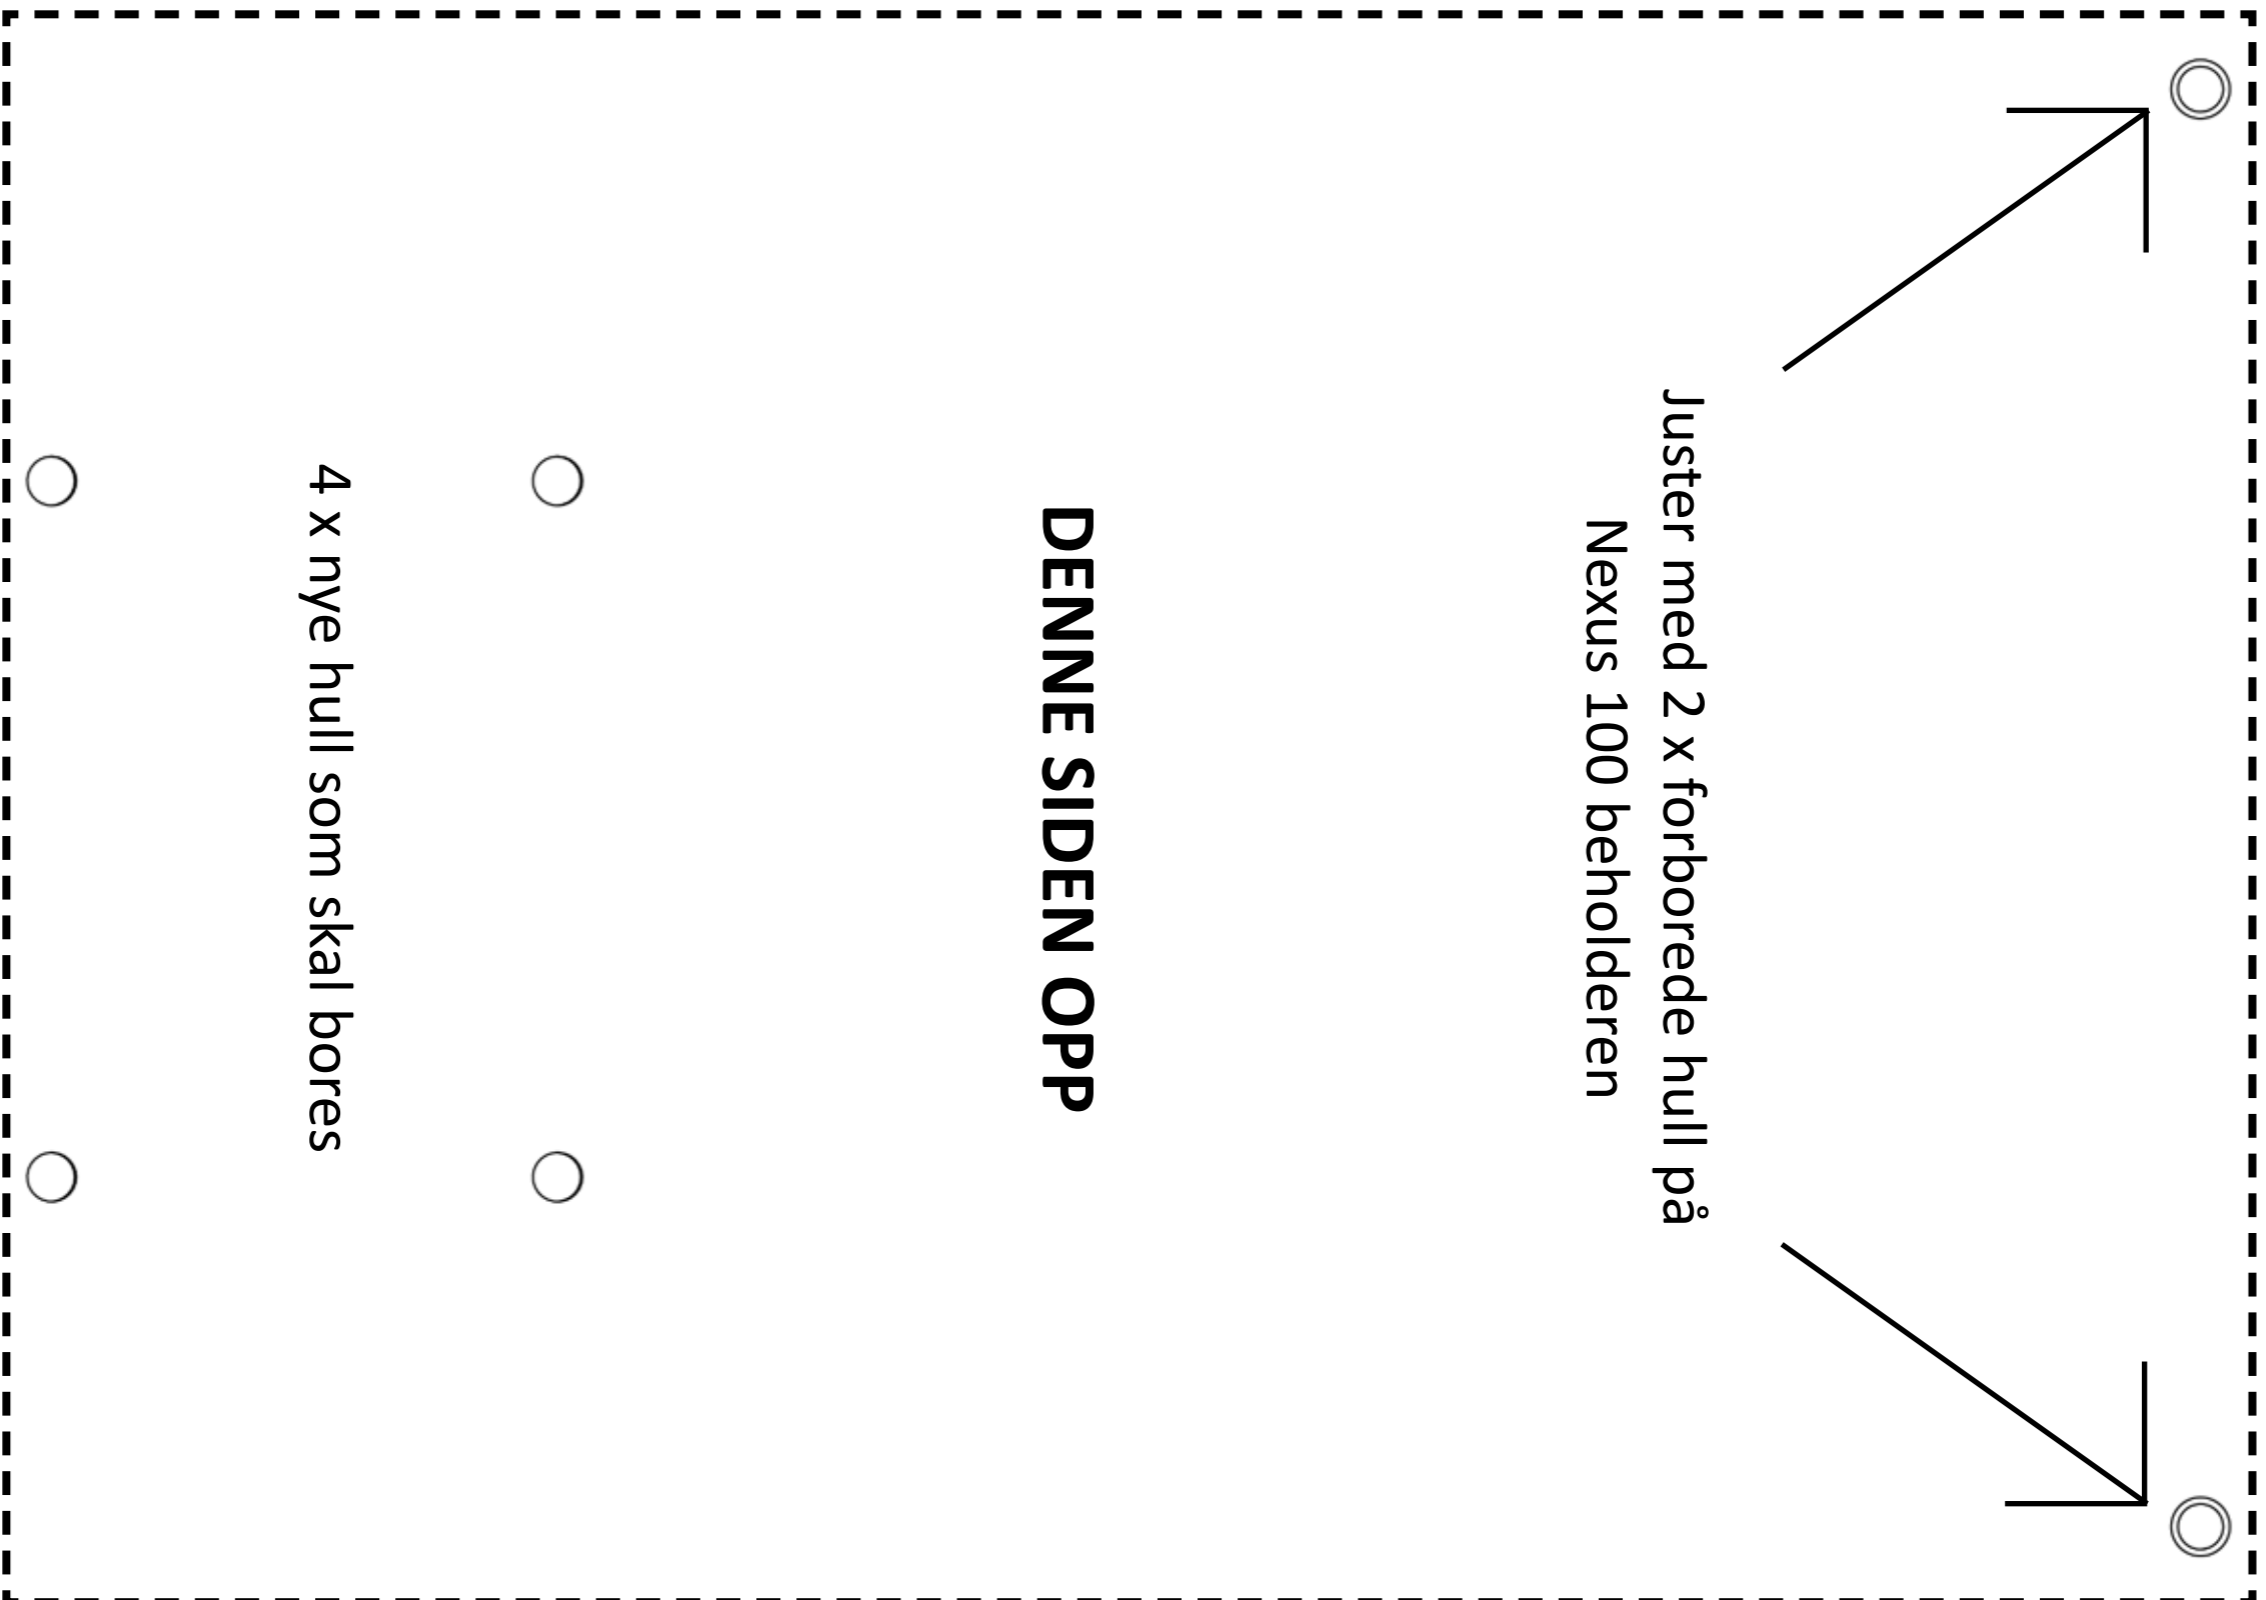 Juster med 2 x forborede hull på
Nexus 100 beholderen
DENNE SIDEN OPP
4 x nye hull som skal bores